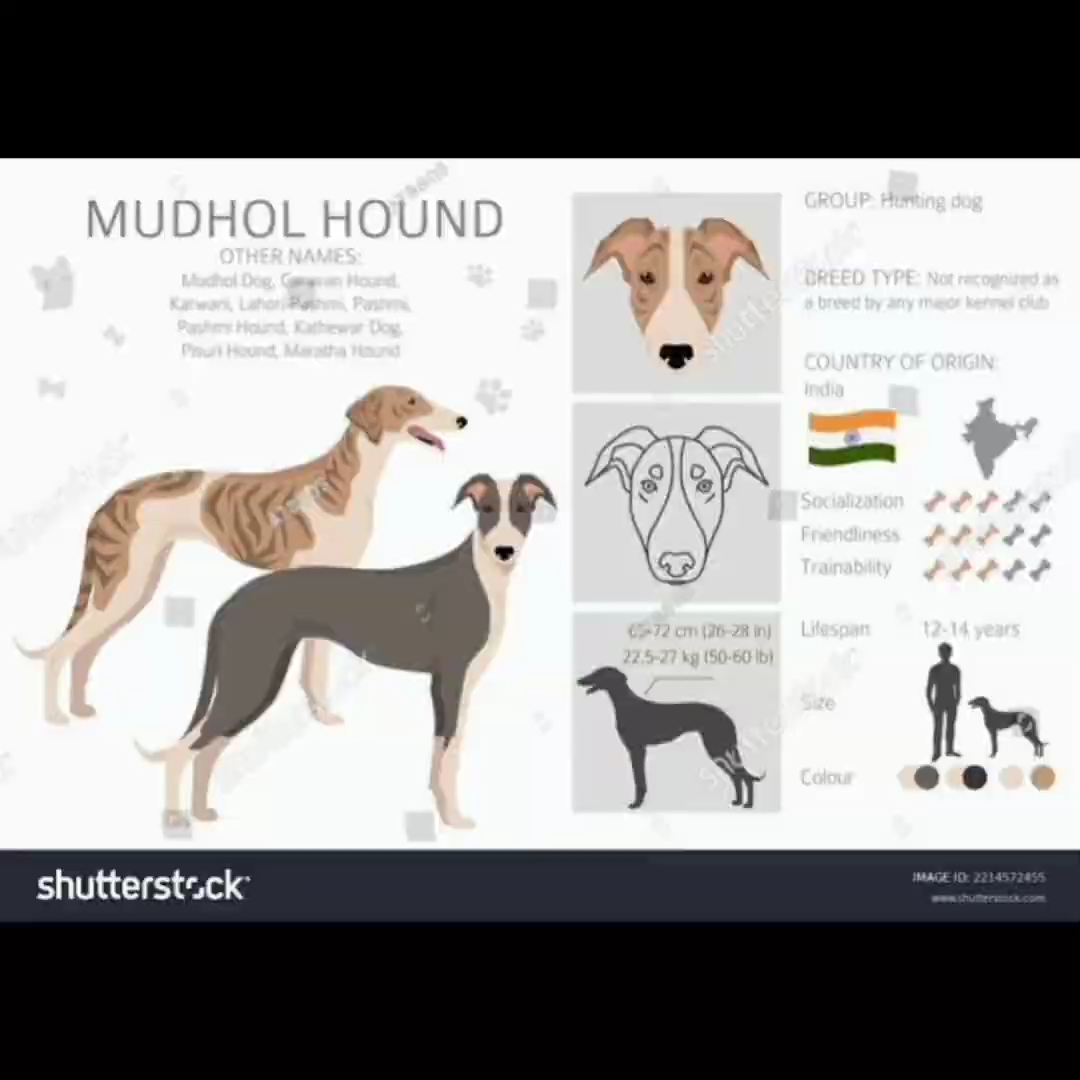 MUDHOL HOUND
OTHER NAMES:
Mudhol Dog, Caravan Hound,
Karwani, Lahori Pashmi, Pashmi,
Pashmi Hound, Kathewar Dog,
Pisuri Hound, Maratha Hound
GROUP: Hunting dog
BREED TYPE: Not recognized as
a breed by any major kennel club
COUNTRY OF ORIGIN:
India
Socialization
Friendliness
Trainability
65-72 cm (26-28 in)
22.5-27 kg (50-60 lb)
Lifespan 12-14 years
Size
Colour
shutterstock
IMAGE ID: 2214572455
www.shutterstock.com